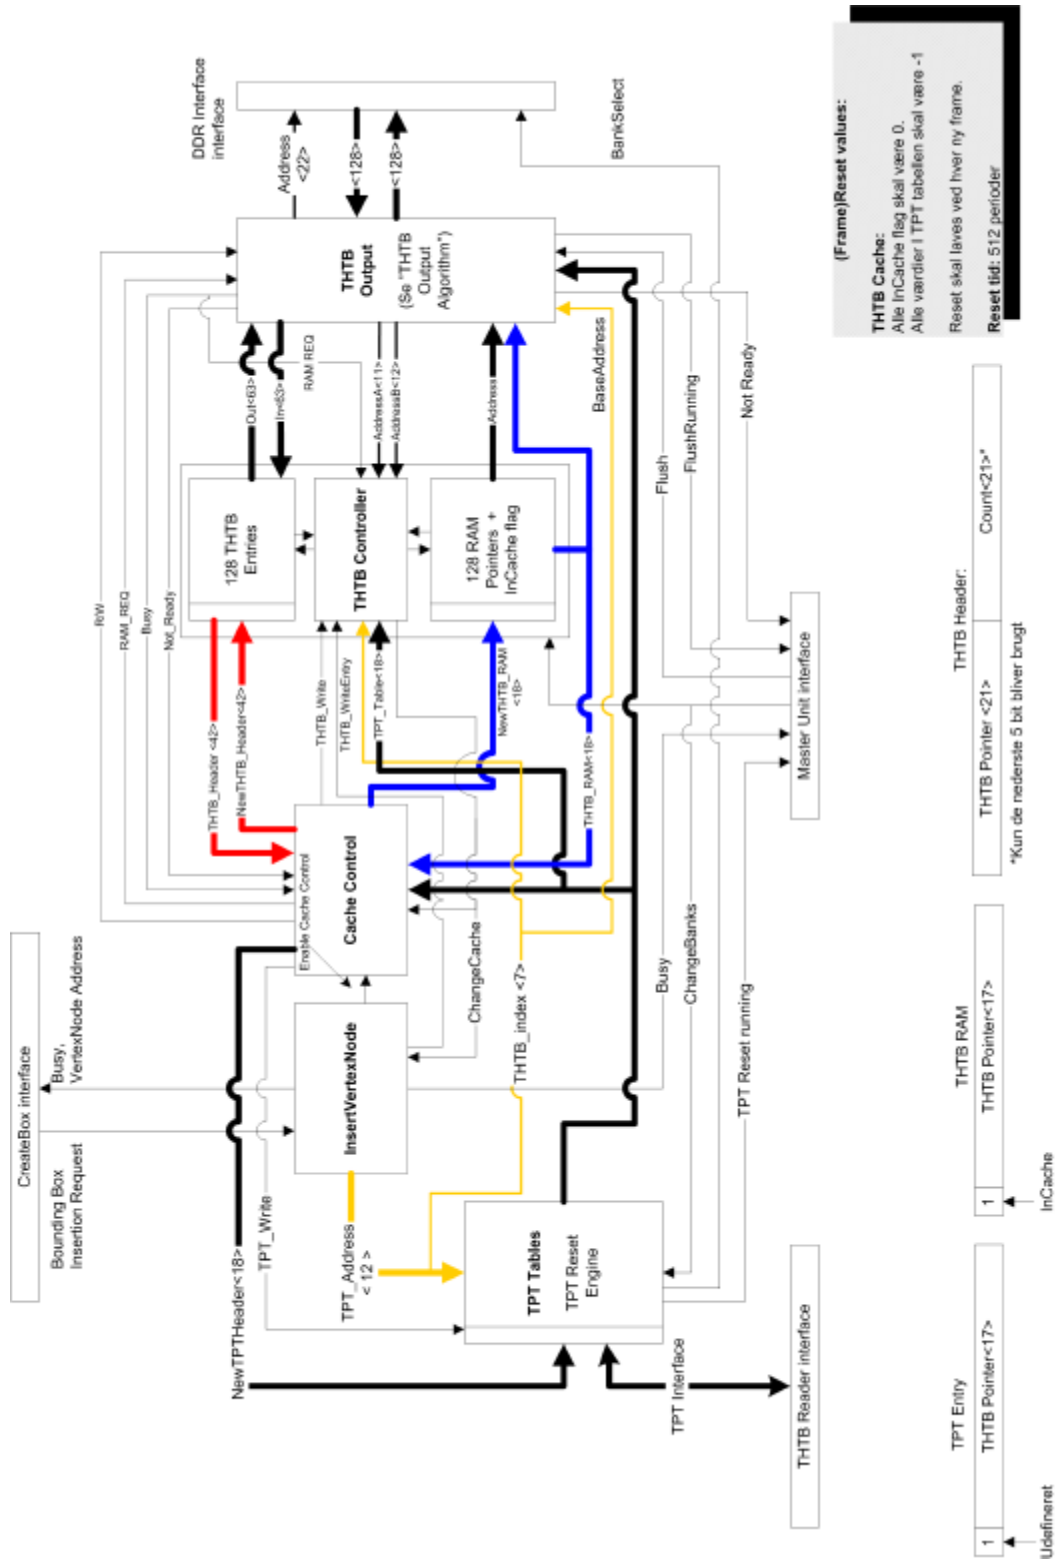 CreateBox interface
Bounding Box
Insertion Request
Busy,
VertexNode Address
NewTPTHeader<18>
TPT_Write
TPT_Address
< 12 >
InsertVertexNode
Enable Cache Control
Cache Control
THTB_Header <42>
NewTHTB_Header<42>
R/W
RAM_REQ
Busy
Not_Ready
THTB_Write
THTB_WriteEntry
TPT_Table<18>
NewTHTB_RAM
<18>
128 THTB
Entries
THTB Controller
128 RAM
Pointers +
InCache flag
Out<63>
In<63>
RAM REQ
AddressA<11>
AddressB<12>
Address
THTB
Output
(Se "THTB
Output
Algorithm")
Address
<22>
<128>
<128>
DDR Interface
interface
BankSelect
TPT Tables
TPT Reset
Engine
THTB_index <7>
ChangeCache
THTB_RAM<18>
BaseAddress
Busy
ChangeBanks
TPT Reset running
Flush
FlushRunning
Not Ready
TPT Interface
THTB Reader interface
Master Unit interface
(Frame)Reset values:
THTB Cache:
Alle InCache flag skal være 0.
Alle værdier I TPT tabellen skal være -1
Reset skal laves ved hver ny frame.
Reset tid: 512 perioder
TPT Entry
1
THTB Pointer<17>
Udefineret
THTB RAM
1
THTB Pointer<17>
InCache
THTB Header:
THTB Pointer <21>
Count<21>*
*Kun de nederste 5 bit bliver brugt